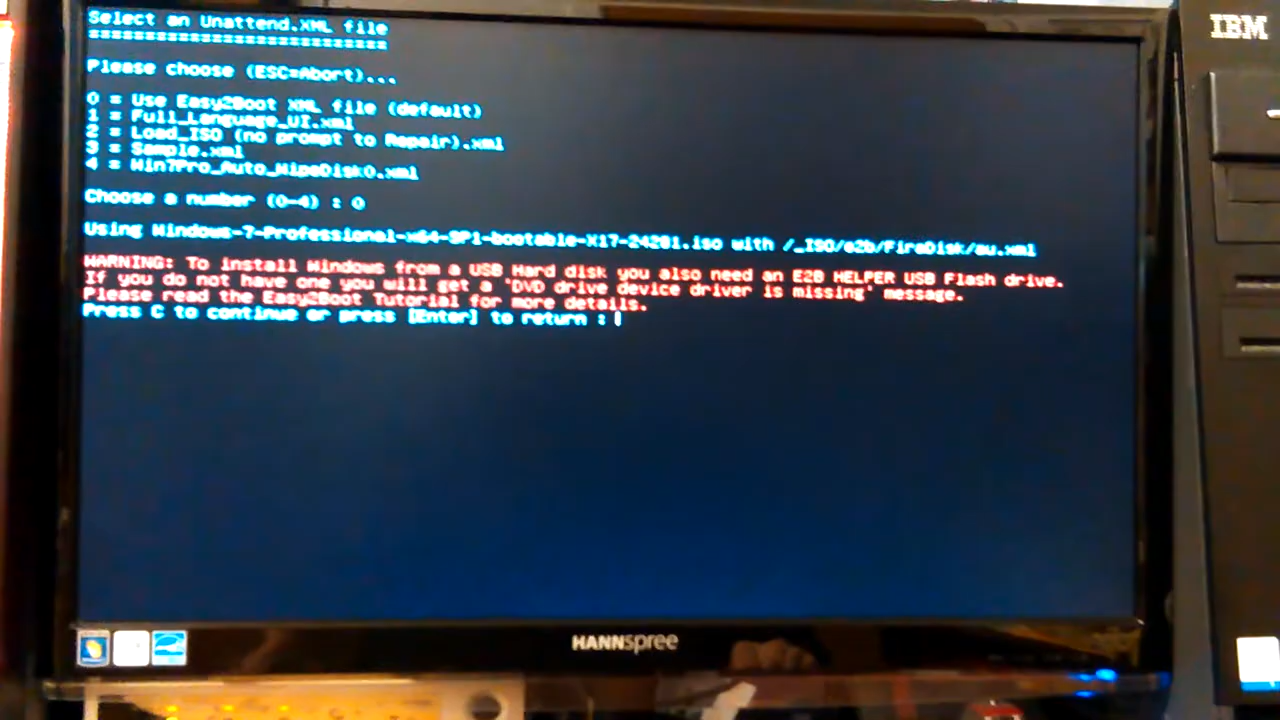 Select an Unattend.XML file
===========================
Please choose (ESC=Abort)...
0 = Use Easy2Boot XML file (default)
1 = Full_Language_UI.xml
2 = Load_ISO (no prompt to Repair).xml
3 = Sample.xml
4 = Win7Pro_Auto_WipeDisk0.xml
Choose a number (0-4) : 0
Using Windows-7-Professional-x64-SP1-bootable-X17-24281.iso with /_ISO/e2b/FiraDisk/au.xml
WARNING: To install Windows from a USB Hard disk you also need an E2B HELPER USB Flash drive.
If you do not have one you will get a 'DVD drive device driver is missing' message.
Please read the Easy2Boot Tutorial for more details.
Press C to continue or press [Enter] to return :
HANNspree
IBM